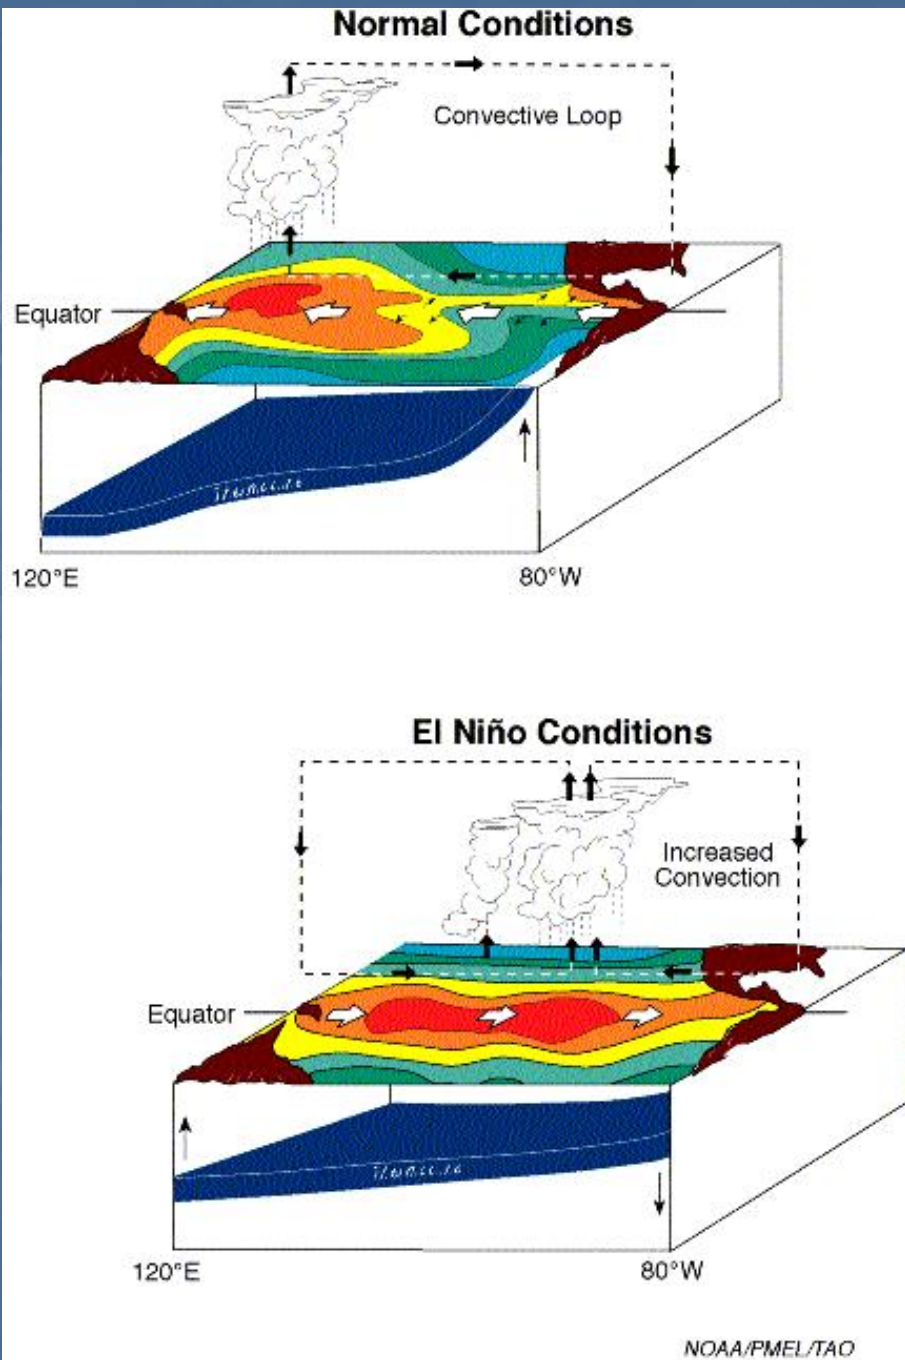 Normal Conditions
Convective Loop
Equator
120°E
80°W
El Niño Conditions
Increased
Convection
Equator
120°E
80°W
NOAA/PMEL/TAO